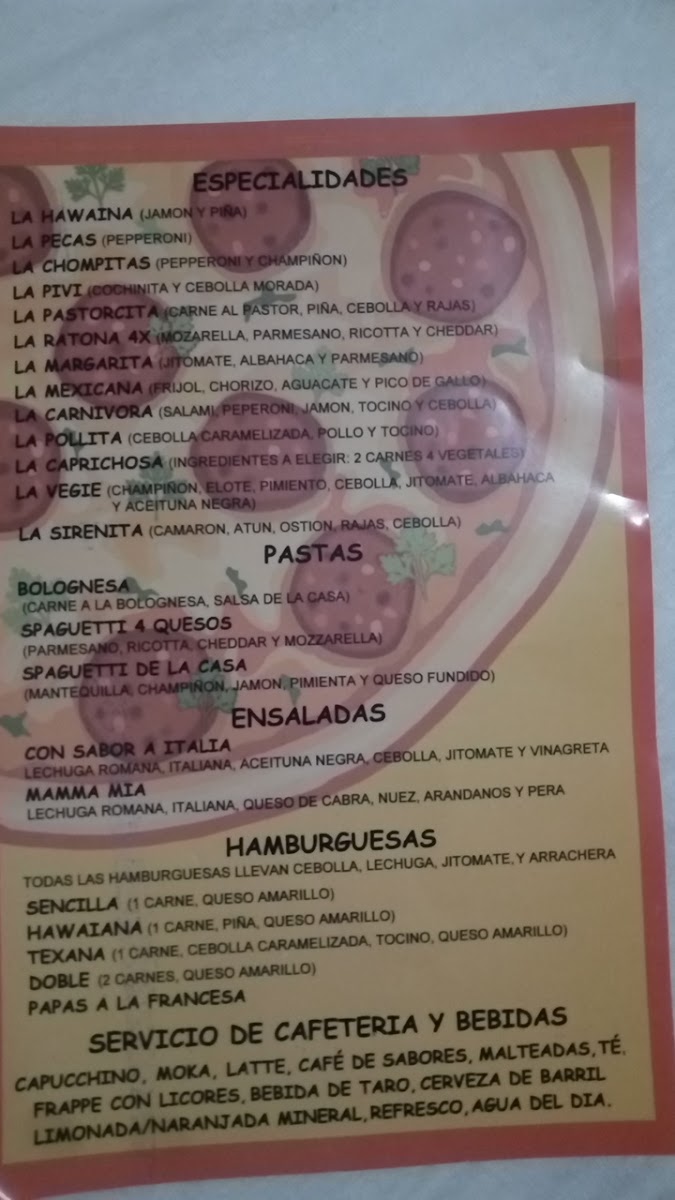 ESPECIALIDADES
LA HAWAINA (JAMON Y PIÑA)
LA PECAS (PEPPERONI)
LA CHOMPITAS (PEPPERONI Y CHAMPIÑON)
LA PIVI (COCHINITA Y CEBOLLA MORADA)
LA PASTORCITA (CARNE AL PASTOR, PIÑA, CEBOLLA Y RAJAS)
LA RATONA 4X (MOZARELLA, PARMESANO, RICOTTA Y CHEDDAR)
LA MARGARITA (JITOMATE, ALBAHACA Y PARMESANO)
LA MEXICANA (FRIJOL, CHORIZO, AGUACATE Y PICO DE GALLO)
LA CARNIVORA (SALAMI, PEPERONI, JAMON, TOCINO Y CEBOLLA)
LA POLLITA (CEBOLLA CARAMELIZADA, POLLO Y TOCINO)
LA CAPRICHOSA (INGREDIENTES A ELEGIR: 2 CARNES 4 VEGETALES)
LA VEGIE (CHAMPIÑON, ELOTE, PIMIENTO, CEBOLLA, JITOMATE, ALBAHACA
Y ACEITUNA NEGRA)
LA SIRENITA (CAMARON, ATUN, OSTION, RAJAS, CEBOLLA)
PASTAS
BOLOGNESA
(CARNE A LA BOLOGNESA, SALSA DE LA CASA)
SPAGUETTI 4 QUESOS
(PARMESANO, RICOTTA, CHEDDAR Y MOZZARELLA)
SPAGUETTI DE LA CASA
(MANTEQUILLA, CHAMPIÑON, JAMON, PIMIENTA Y QUESO FUNDIDO)
ENSALADAS
CON SABOR A ITALIA
LECHUGA ROMANA, ITALIANA, ACEITUNA NEGRA, CEBOLLA, JITOMATE Y VINAGRETA
MAMMA MIA
LECHUGA ROMANA, ITALIANA, QUESO DE CABRA, NUEZ, ARANDANOS Y PERA
HAMBURGUESAS
TODAS LAS HAMBURGUESAS LLEVAN CEBOLLA, LECHUGA, JITOMATE, Y ARRACHERA
SENCILLA (1 CARNE, QUESO AMARILLO)
HAWAIANA (1 CARNE, PIÑA, QUESO AMARILLO)
TEXANA (1 CARNE, CEBOLLA CARAMELIZADA, TOCINO, QUESO AMARILLO)
DOBLE (2 CARNES, QUESO AMARILLO)
PAPAS A LA FRANCESA
SERVICIO DE CAFETERIA Y BEBIDAS
CAPUCCHINO, MOKA, LATTE, CAFÉ DE SABORES, MALTEADAS, TÉ,
FRAPPE CON LICORES, BEBIDA DE TARO, CERVEZA DE BARRIL
LIMONADA/NARANJADA MINERAL, REFRESCO, AGUA DEL DIA.